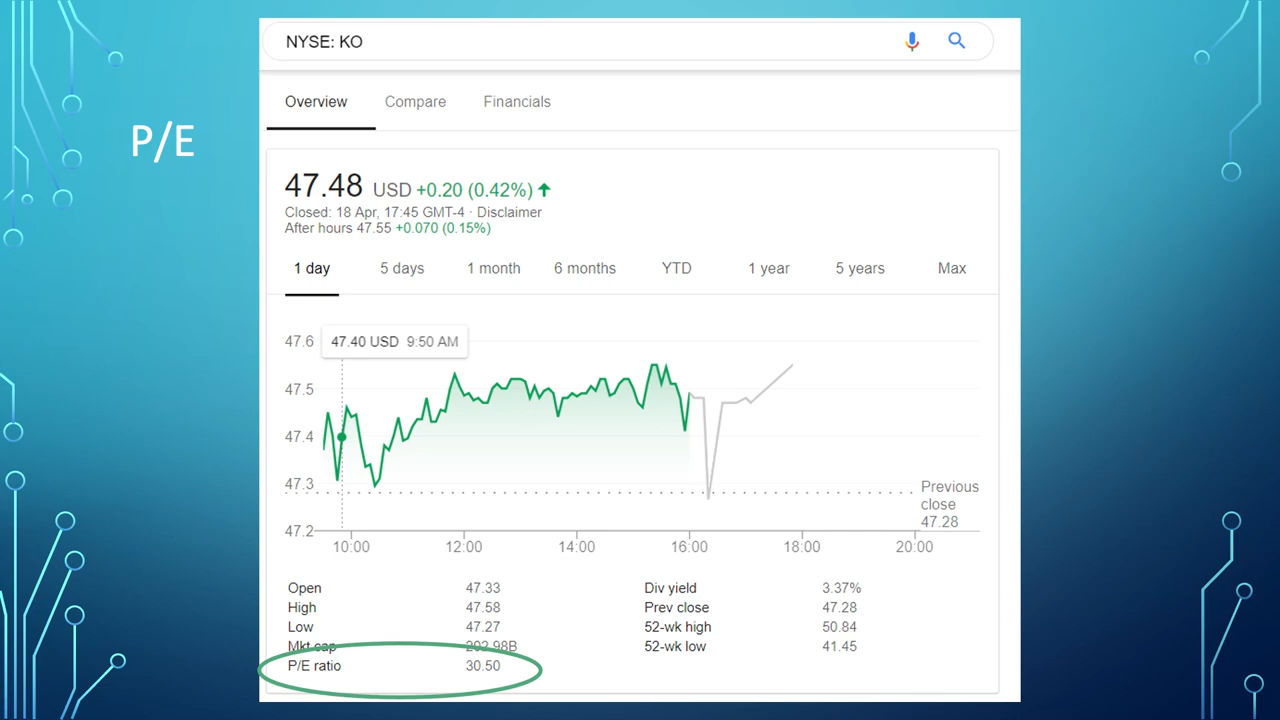 P/E
NYSE: KO
Overview Compare Financials
47.48 USD +0.20 (0.42%)
Closed: 18 Apr, 17:45 GMT-4 · Disclaimer
After hours 47.55 +0.070 (0.15%)
1 day 5 days 1 month 6 months YTD 1 year 5 years Max
47.40 USD 9:50 AM
47.6
47.5
47.4
47.3
47.2
Previous
close
47.28
10:00 12:00 14:00 16:00 18:00 20:00
Open 47.33 Div yield 3.37%
High 47.58 Prev close 47.28
Low 47.27 52-wk high 50.84
Mkt cap 202.98B 52-wk low 41.45
P/E ratio 30.50